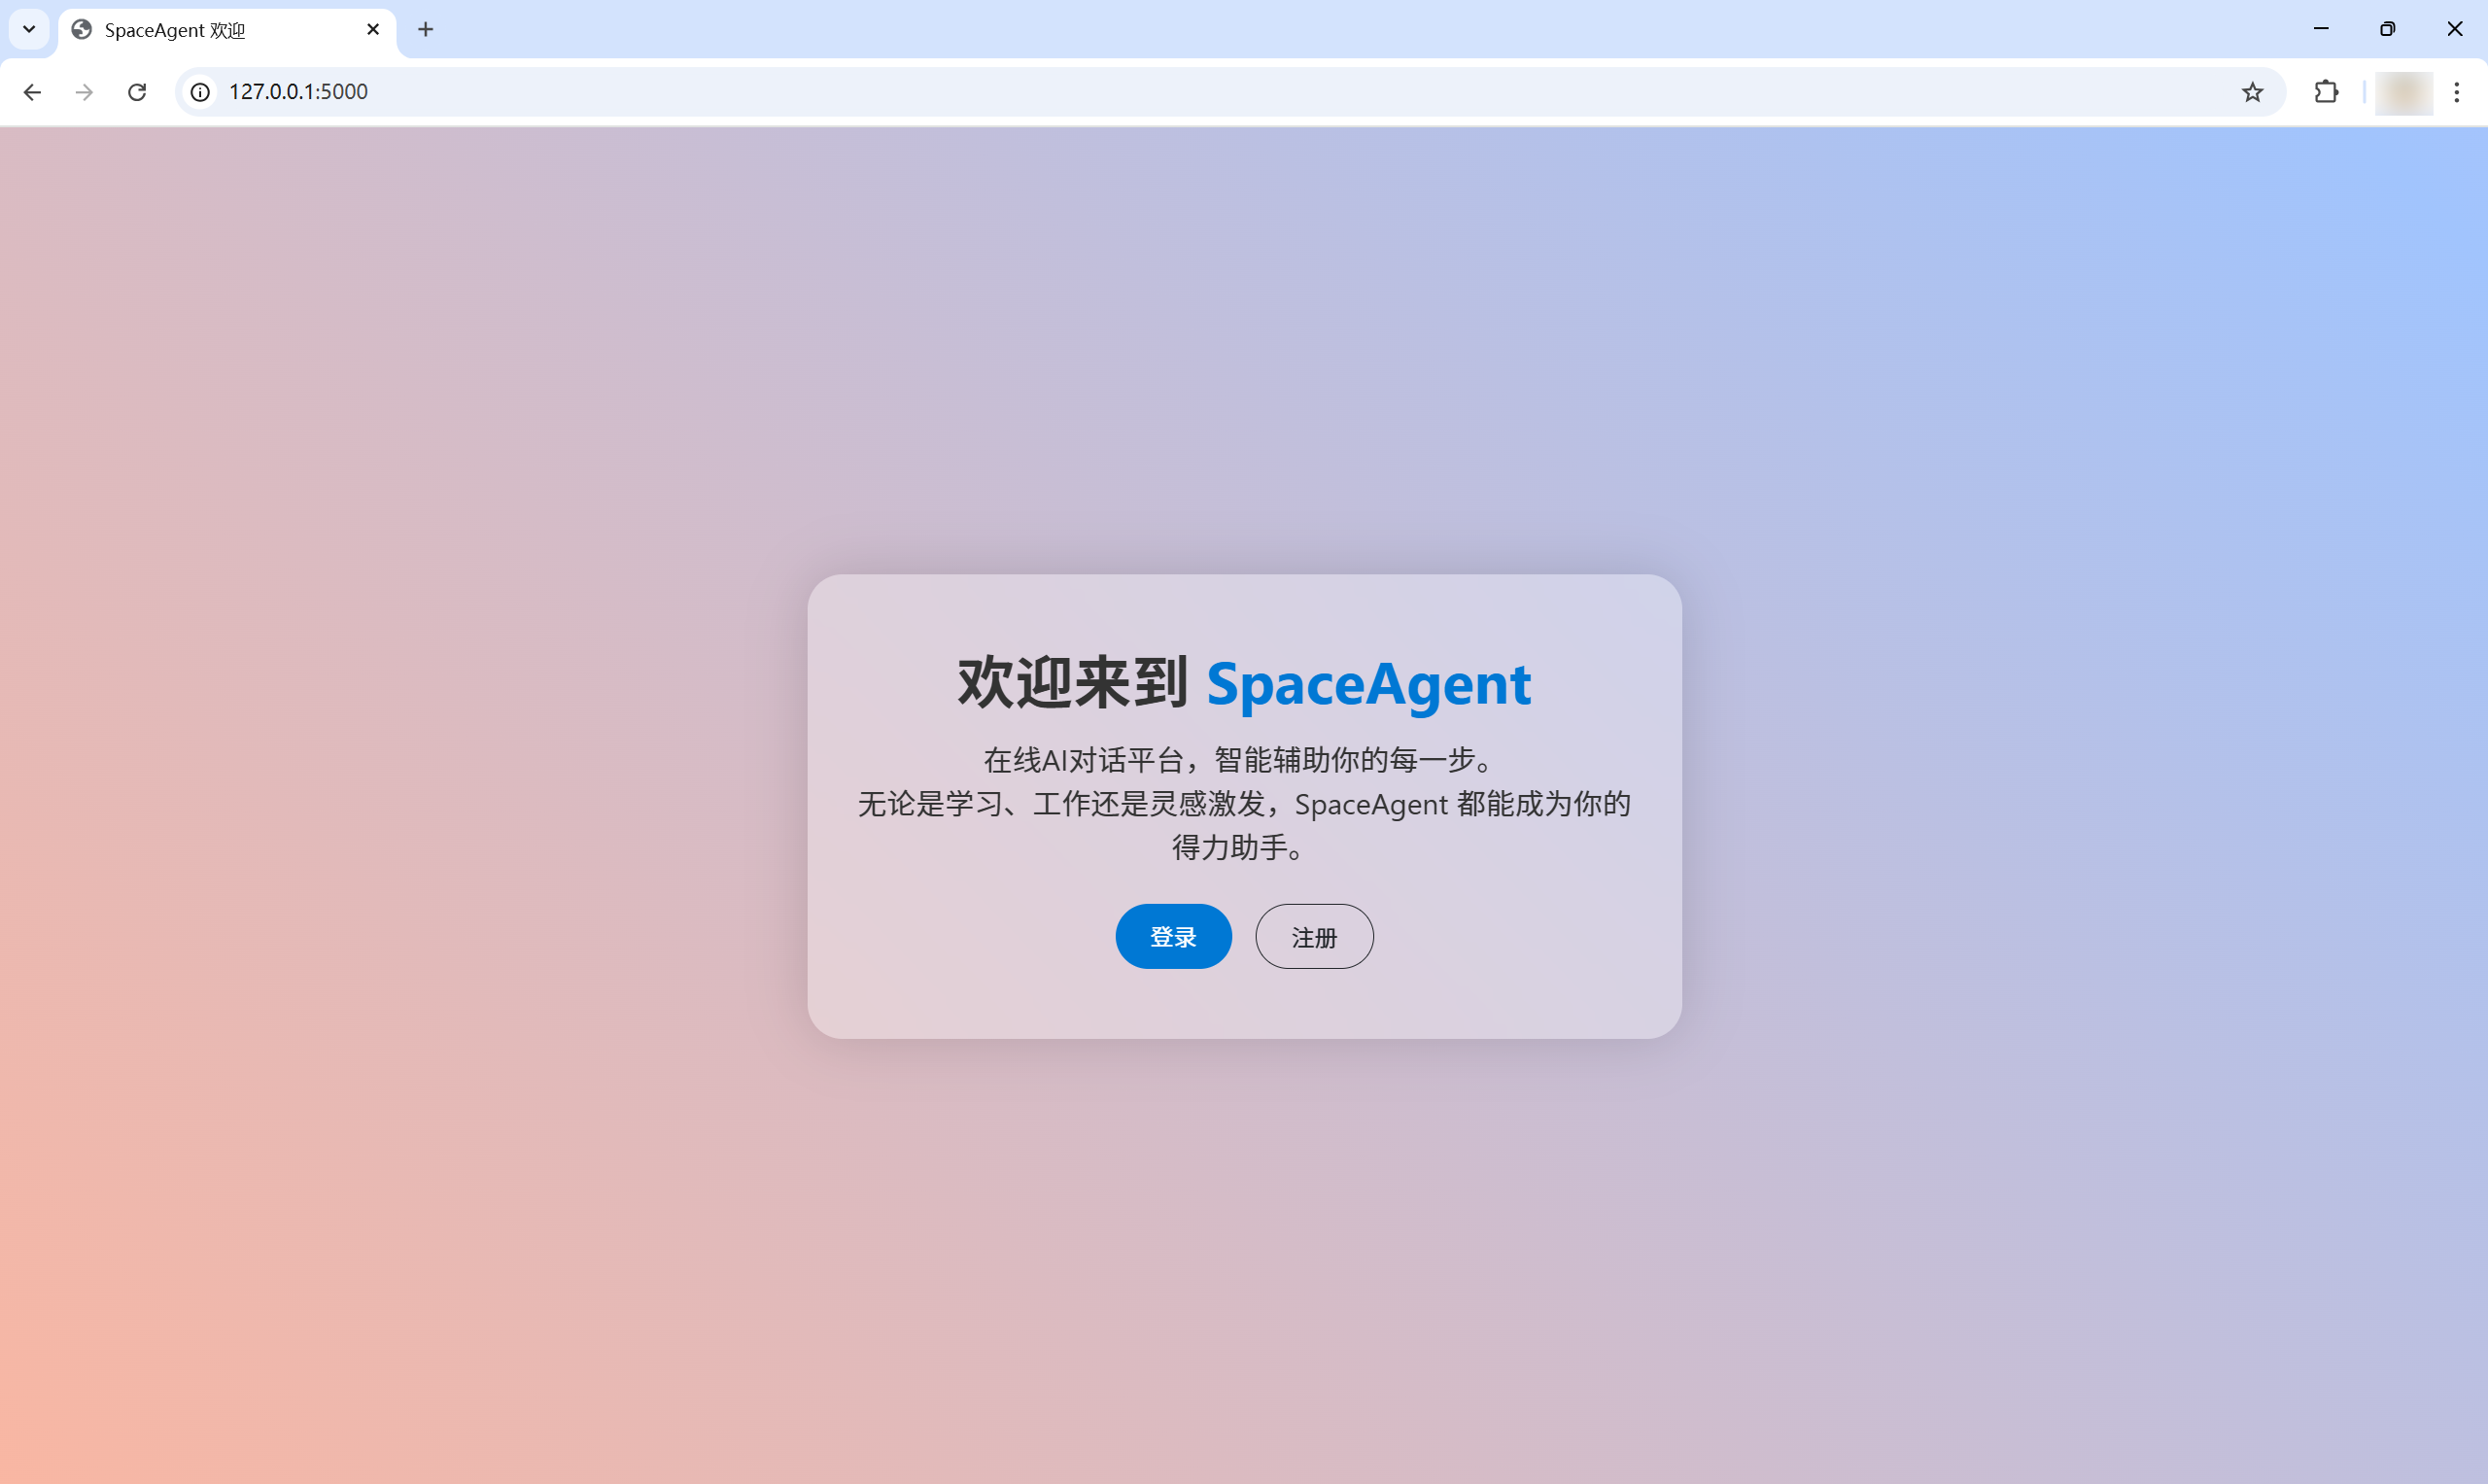 SpaceAgent 欢迎
127.0.0.1:5000
欢迎来到 SpaceAgent
在线AI对话平台，智能辅助你的每一步。
无论是学习、工作还是灵感激发，SpaceAgent 都能成为你的
得力助手。
登录
注册